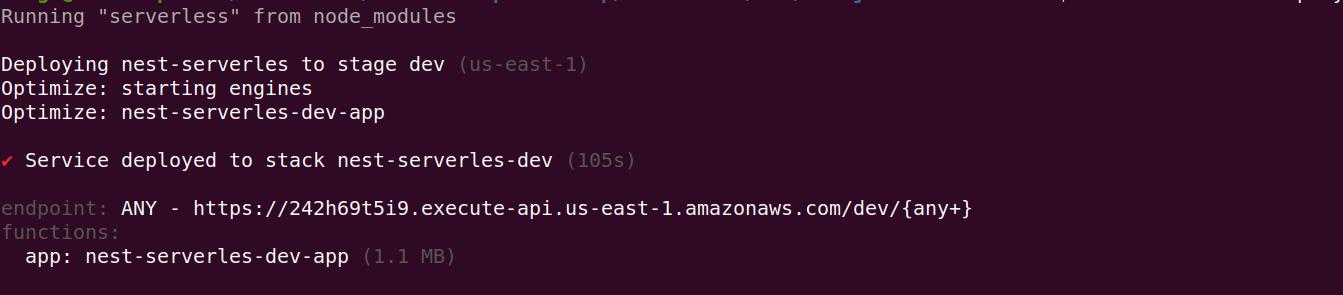 Running "serverless" from node_modules
Deploying nest-serverles to stage dev (us-east-1)
Optimize: starting engines
Optimize: nest-serverles-dev-app
✔ Service deployed to stack nest-serverles-dev (105s)
endpoint: ANY - https://242h69t5i9.execute-api.us-east-1.amazonaws.com/dev/{any+}
functions:
  app: nest-serverles-dev-app (1.1 MB)